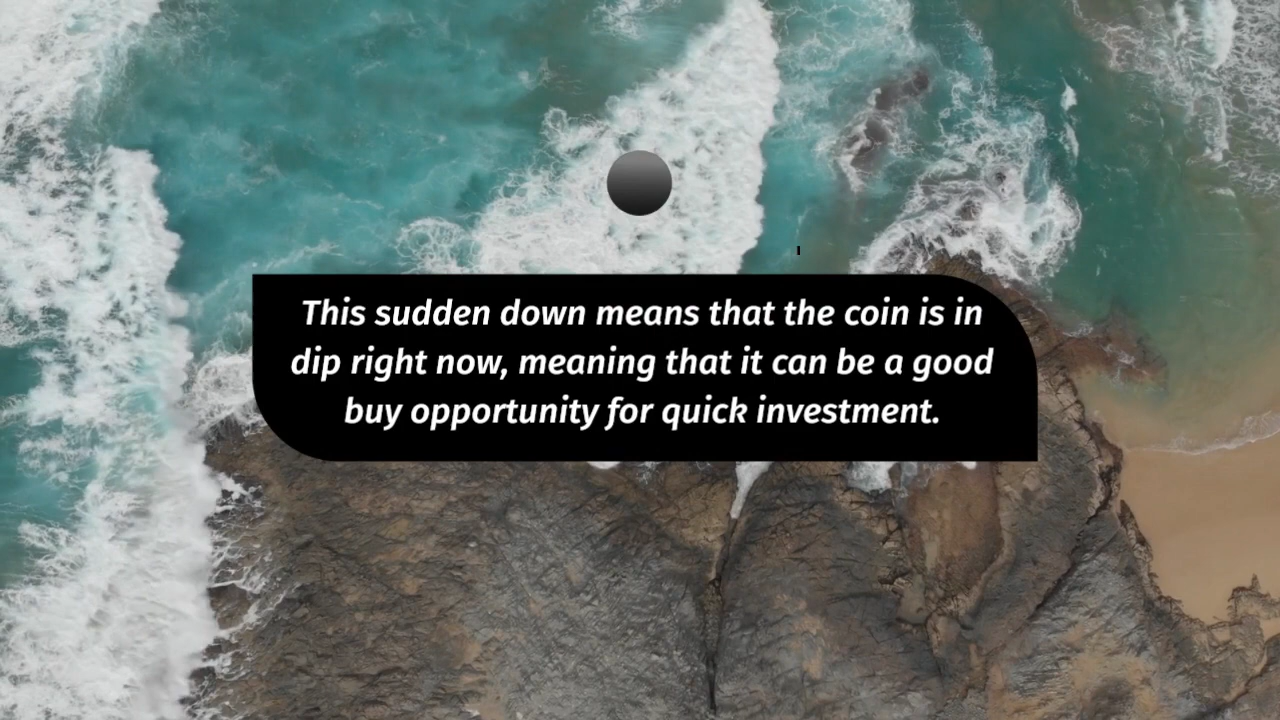 This sudden down means that the coin is in
dip right now, meaning that it can be a good
buy opportunity for quick investment.